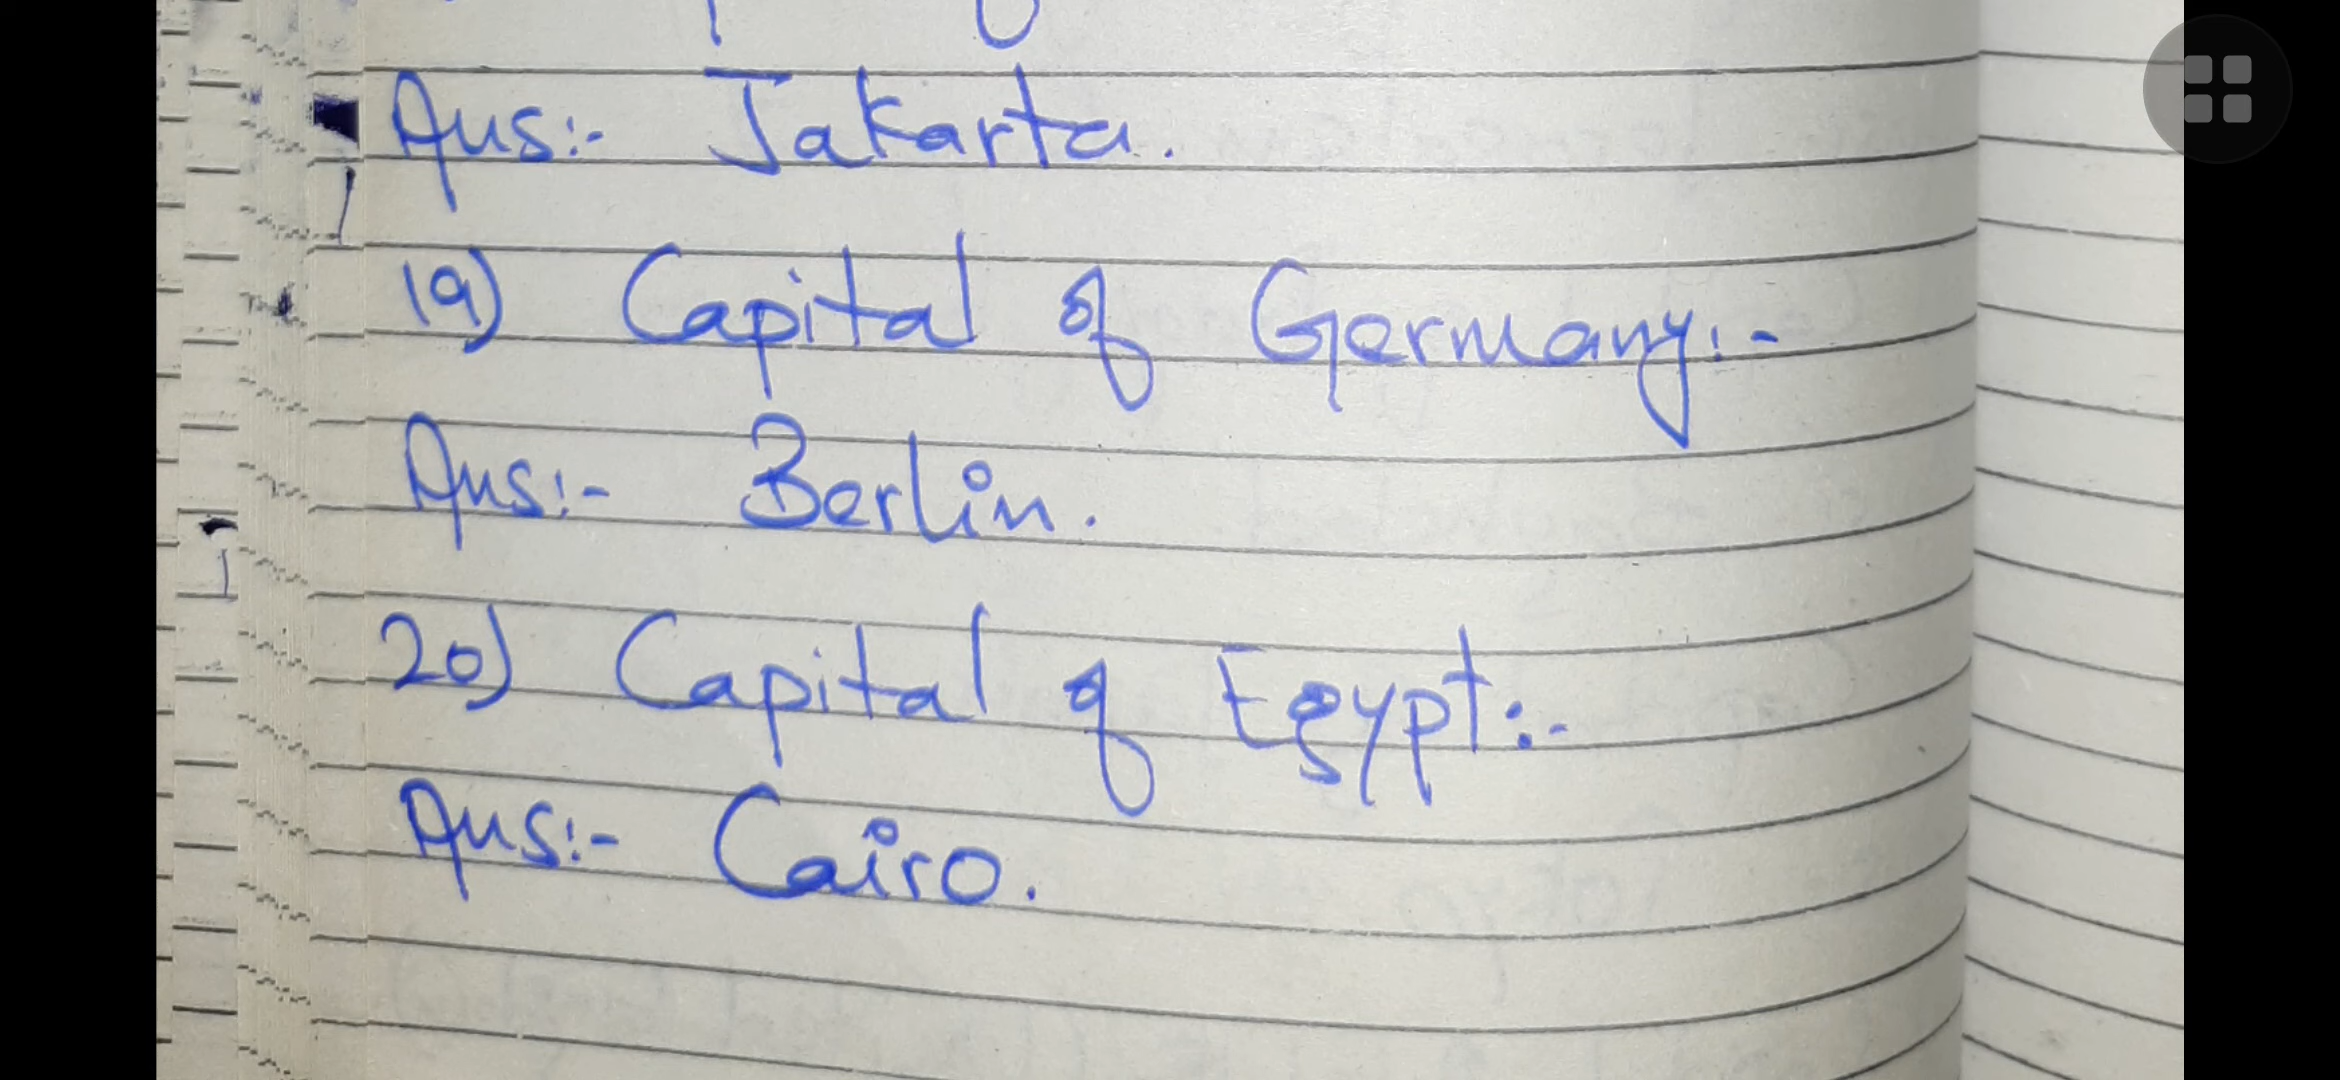 Ans:- Jakarta.
19) Capital of Germany:-
Ans:- Berlin.
20) Capital of Egypt:-
Ans:- Cairo.